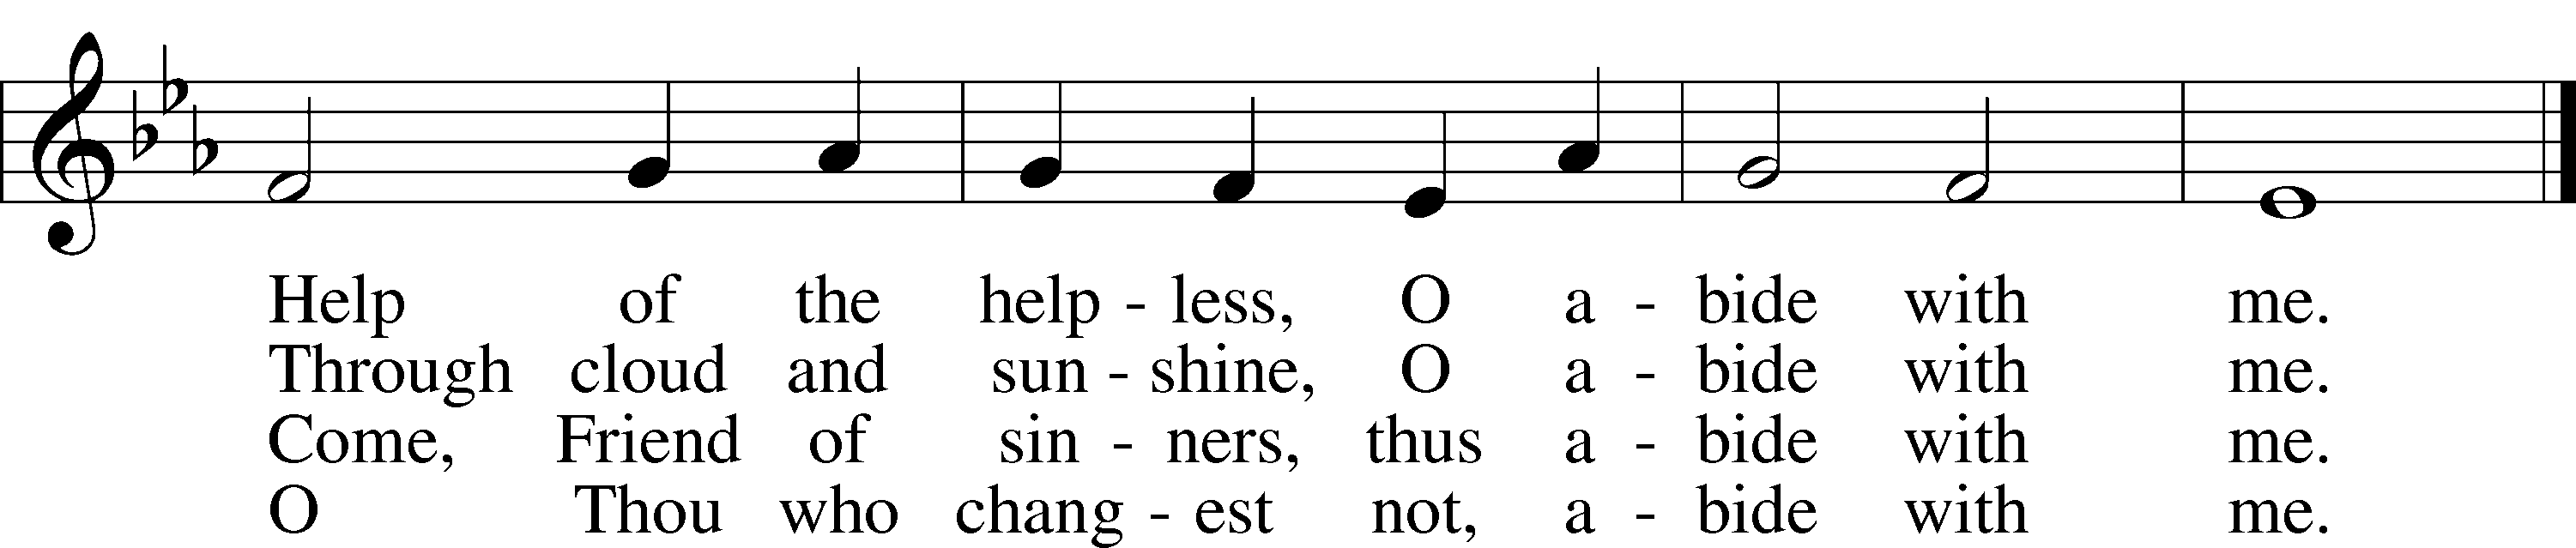 Help of the help - less, O a - bide with me.
Through cloud and sun - shine, O a - bide with me.
Come, Friend of sin - ners, thus a - bide with me.
O Thou who chang - est not, a - bide with me.